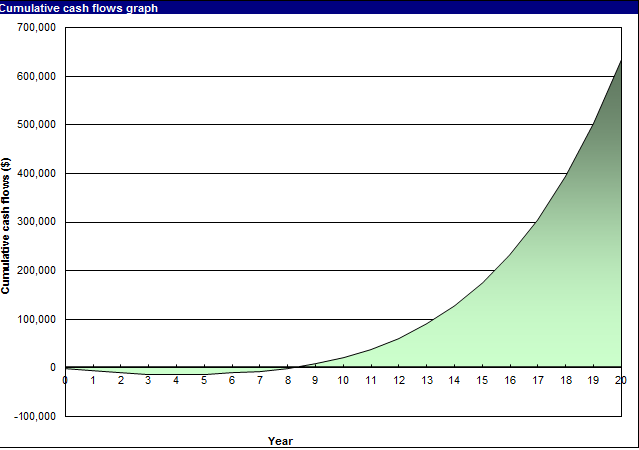 Cumulative cash flows graph
700,000
600,000
500,000
400,000
300,000
200,000
100,000
0
-100,000
Cumulative cash flows ($)
0 1 2 3 4 5 6 7 8 9 10 11 12 13 14 15 16 17 18 19 20
Year